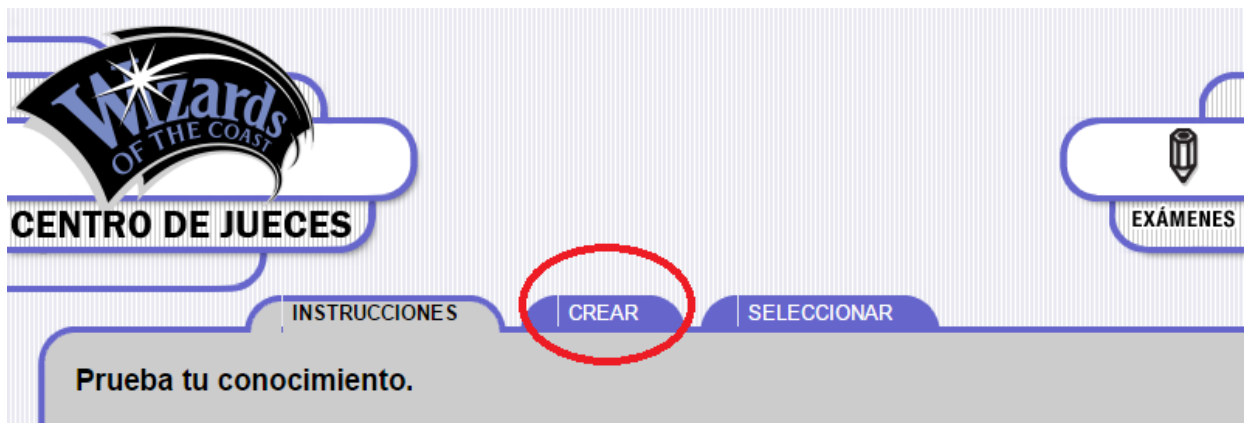 Wizards
OF THE COAST
CENTRO DE JUECES
EXÁMENES
INSTRUCCIONES
CREAR
SELECCIONAR
Prueba tu conocimiento.